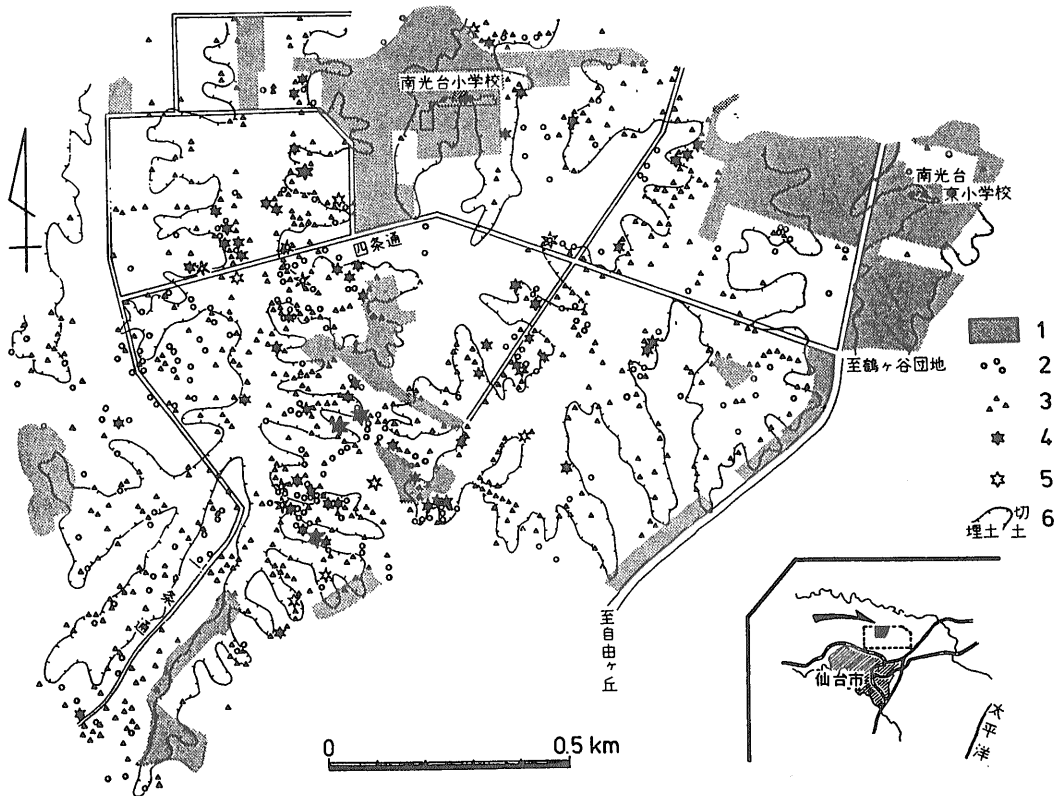 南光台小学校
南光台
東小学校
四条通
至鶴ヶ谷団地
至自由ヶ丘
1
2
3
4
5
切
埋土 土 6
0 0.5 km
仙台市
太平洋